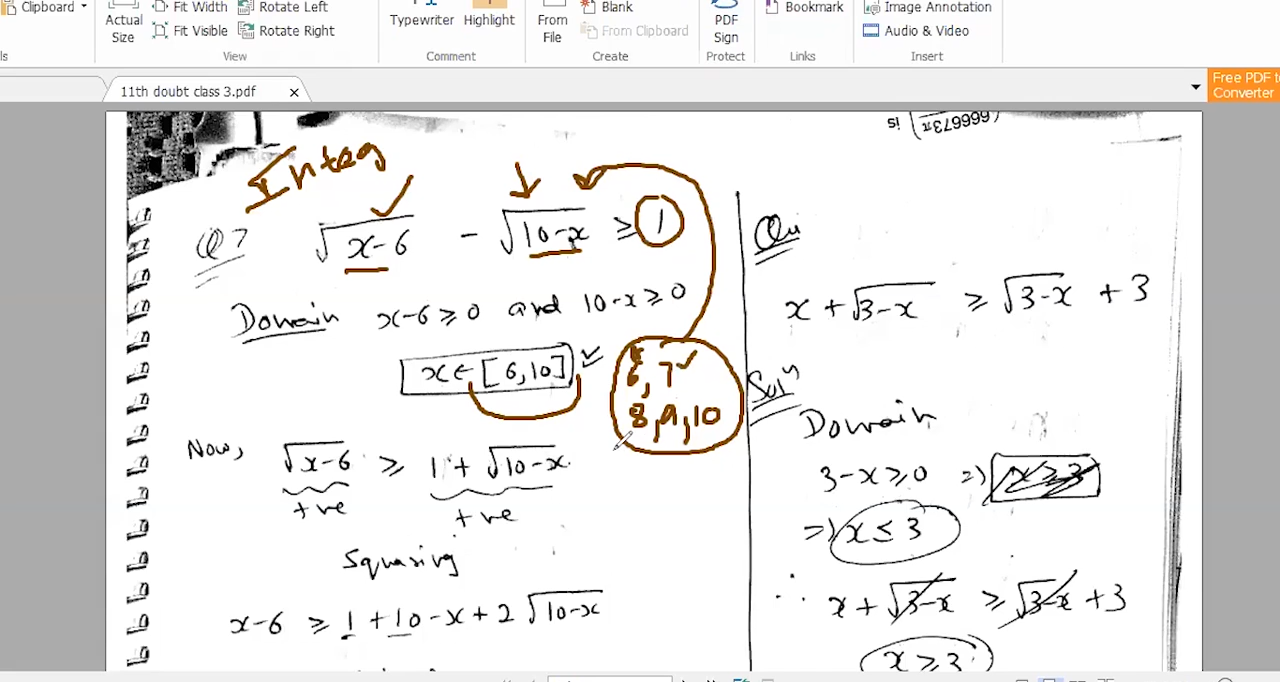 Clipboard
Fit Width
Rotate Left
Actual Size
Fit Visible
Rotate Right
View
Typewriter
Highlight
Comment
From File
Blank
From Clipboard
Create
PDF Sign
Protect
Bookmark
Links
Image Annotation
Audio & Video
Insert
11th doubt class 3.pdf
Free PDF to
Converter
Integ
Q7 √(x-6) - √(10-x) ≥ 1
Domain x-6≥0 and 10-x≥0
x∈ [6,10]
6, 7
8, 9, 10
Now, √(x-6) ≥ 1 + √(10-x)
+ve +ve
Squaring
x-6 ≥ 1 + 10-x + 2√(10-x)
is
x + √(3-x) ≥ √(3-x) + 3
Solⁿ
Domain
3-x≥0 => x≥3
=> x≤3
∴ x + √(3-x) ≥ √(3-x) + 3
x≥3